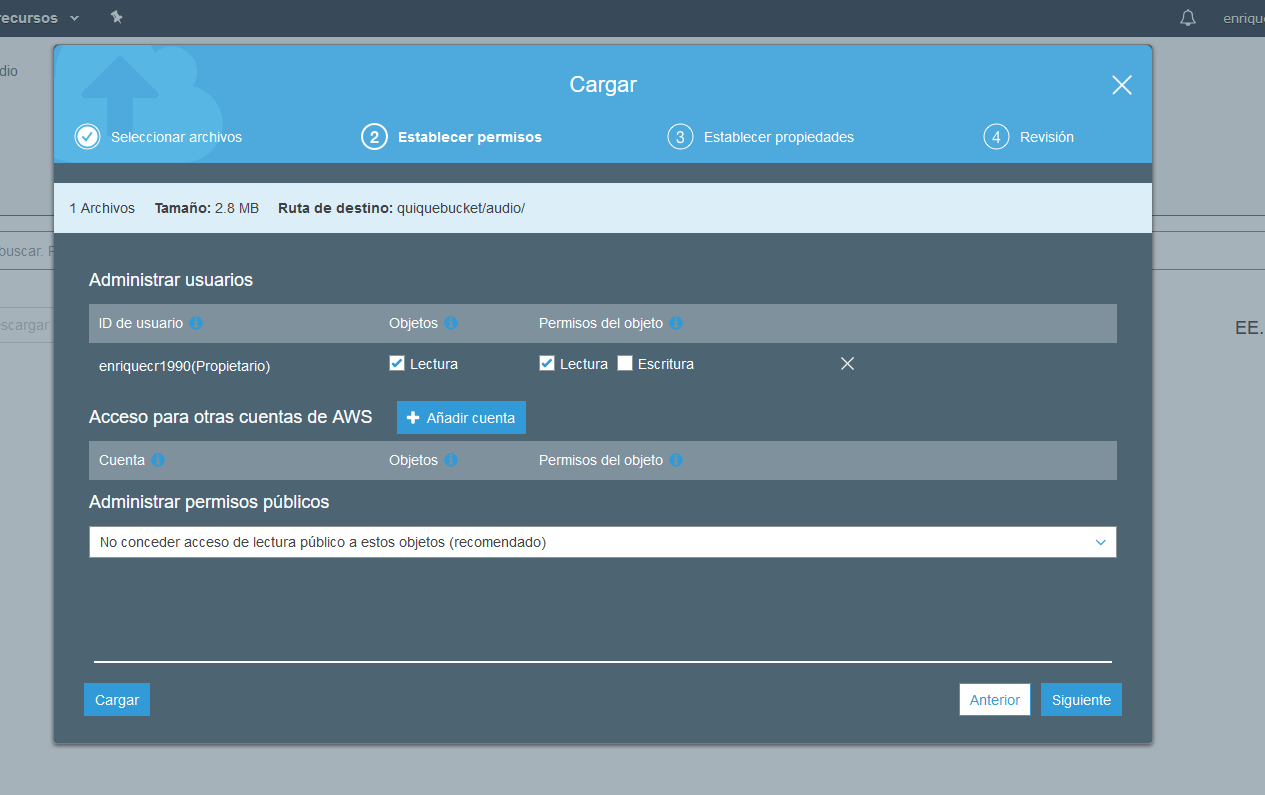 recursos
enriqu
dio
Cargar
Seleccionar archivos
2 Establecer permisos
3 Establecer propiedades
4 Revisión
1 Archivos Tamaño: 2.8 MB Ruta de destino: quiquebucket/audio/
buscar.
Administrar usuarios
ID de usuario Objetos Permisos del objeto
scargar
EE.
enriquecr1990(Propietario) Lectura Lectura Escritura
Acceso para otras cuentas de AWS + Añadir cuenta
Cuenta Objetos Permisos del objeto
Administrar permisos públicos
No conceder acceso de lectura público a estos objetos (recomendado)
Cargar Anterior Siguiente